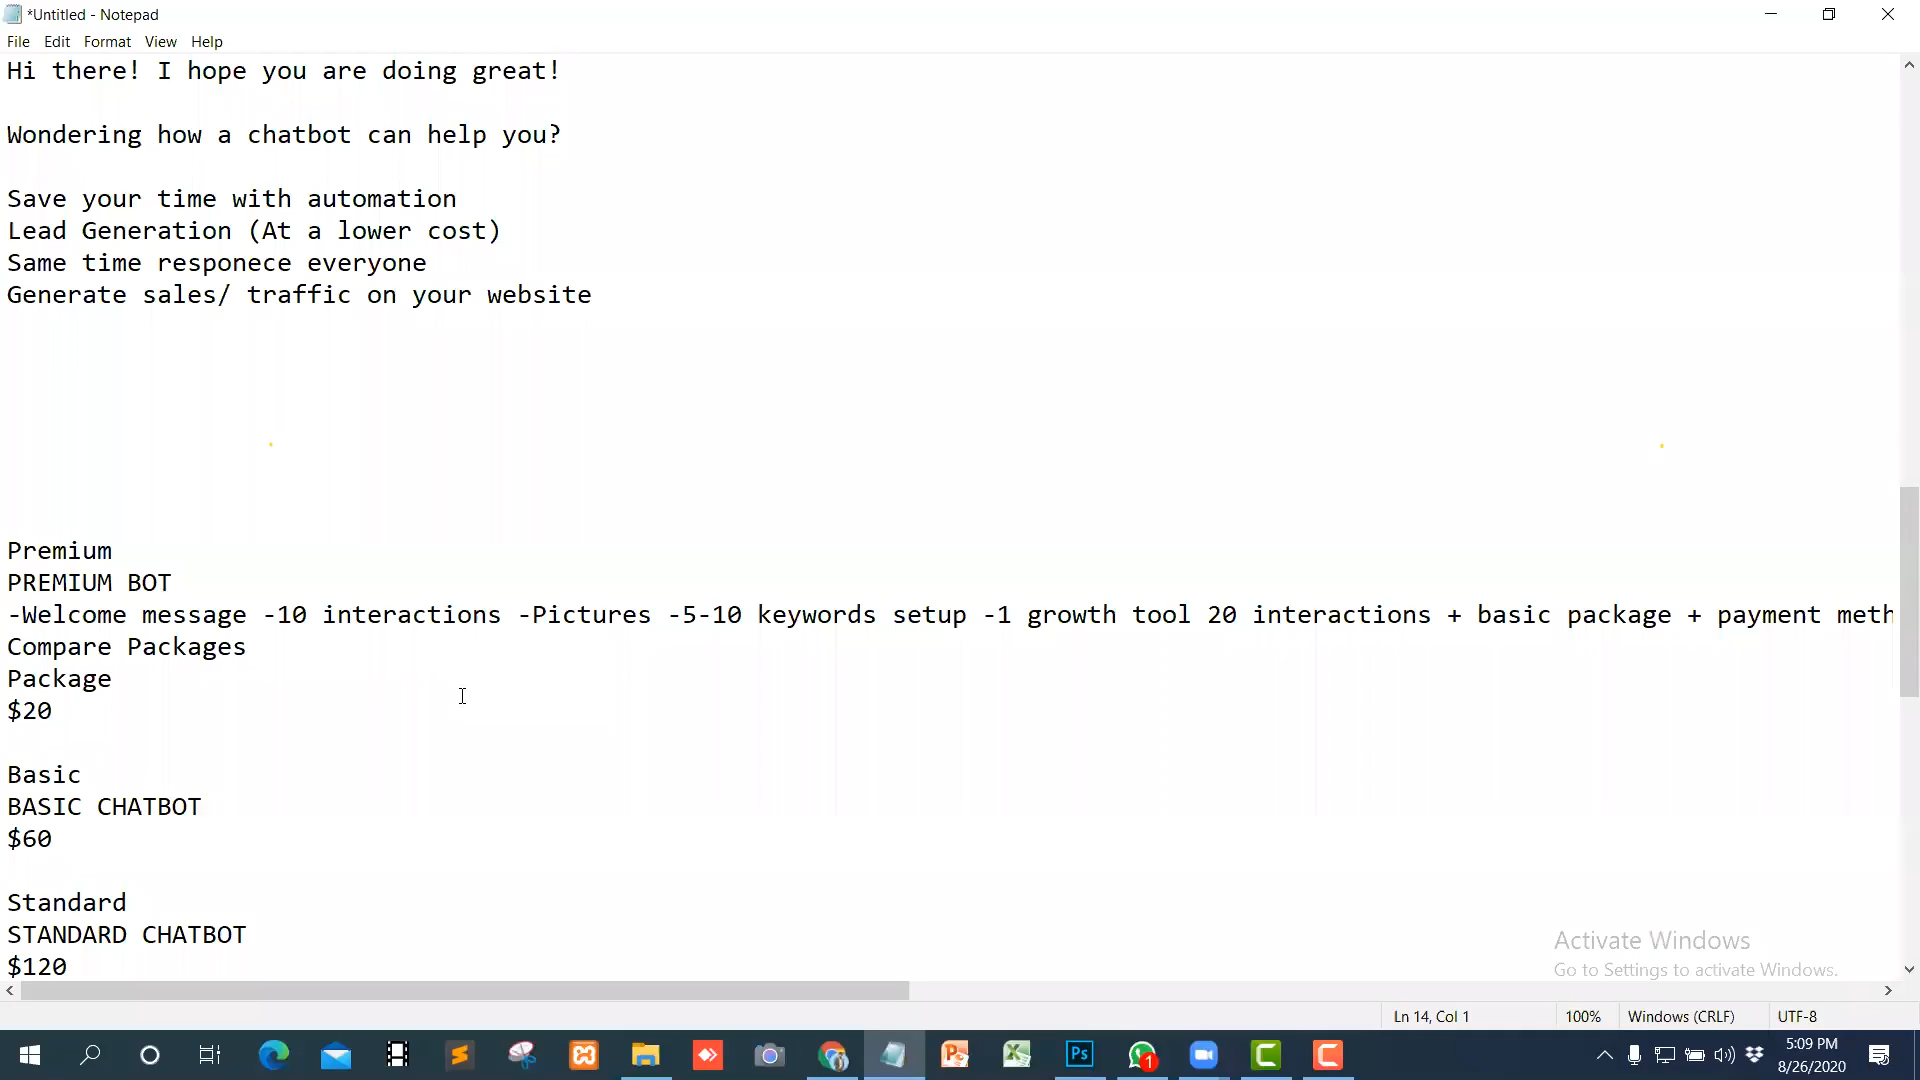 *Untitled - Notepad
File Edit Format View Help
Hi there! I hope you are doing great!
Wondering how a chatbot can help you?
Save your time with automation
Lead Generation (At a lower cost)
Same time responece everyone
Generate sales/ traffic on your website
Premium
PREMIUM BOT
-Welcome message -10 interactions -Pictures -5-10 keywords setup -1 growth tool 20 interactions + basic package + payment meth
Compare Packages
Package
$20
Basic
BASIC CHATBOT
$60
Standard
STANDARD CHATBOT
$120
Activate Windows
Go to Settings to activate Windows.
Ln 14, Col 1 100% Windows (CRLF) UTF-8
Ps
1
5:09 PM
8/26/2020